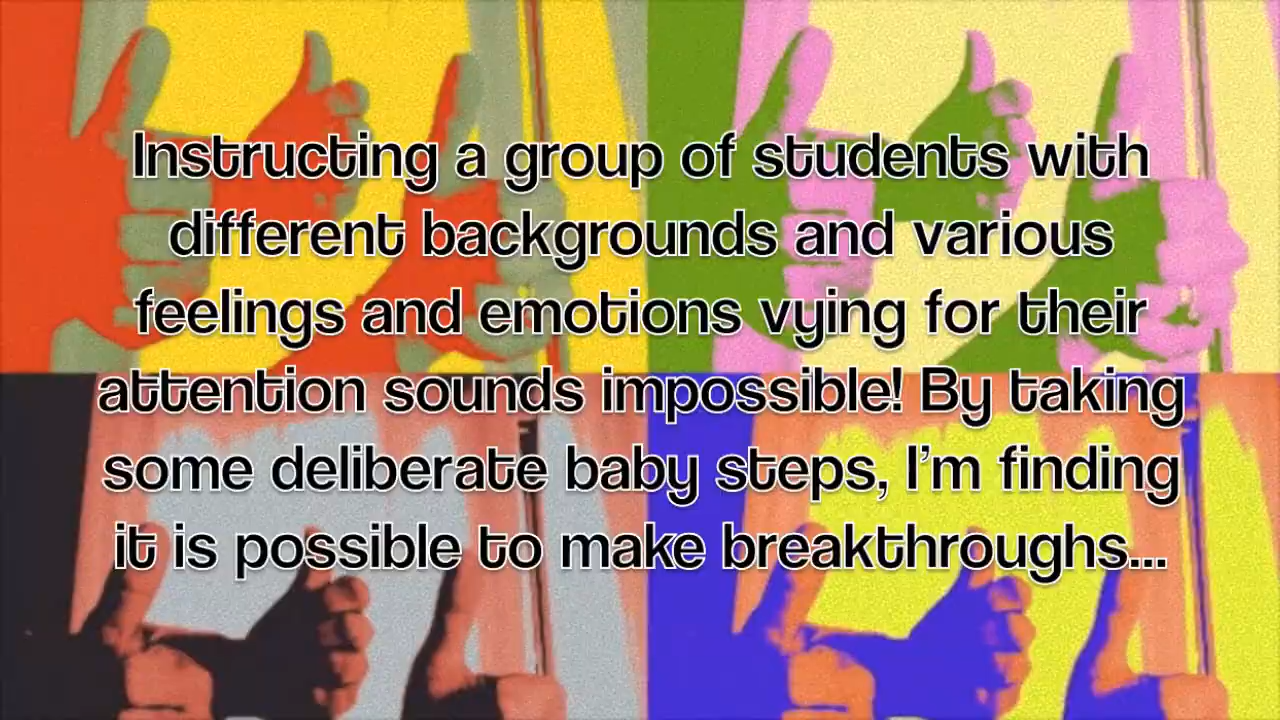 Instructing a group of students with
different backgrounds and various
feelings and emotions vying for their
attention sounds impossible! By taking
some deliberate baby steps, I’m finding
it is possible to make breakthroughs...